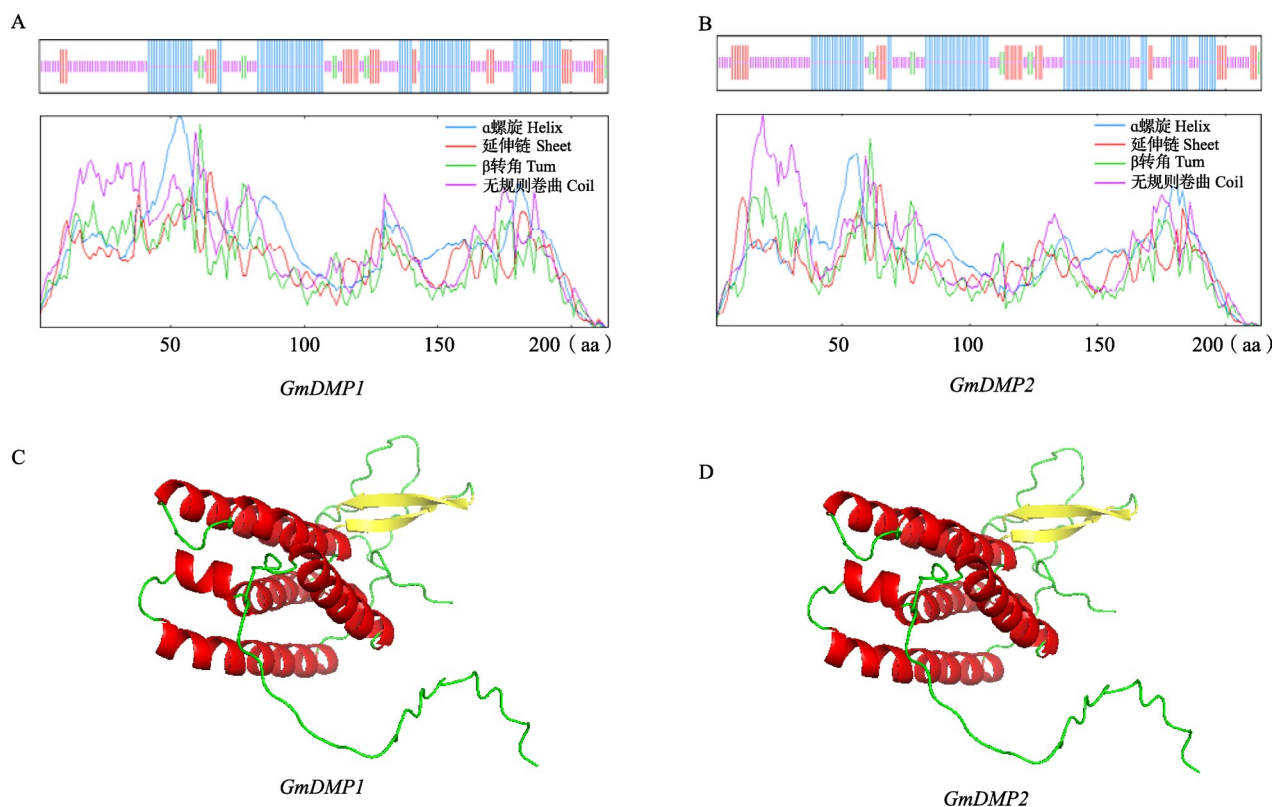 A
B
α螺旋 Helix
延伸链 Sheet
β转角 Tum
无规则卷曲 Coil
α螺旋 Helix
延伸链 Sheet
β转角 Tum
无规则卷曲 Coil
50 100 150 200（aa）
50 100 150 200（aa）
GmDMP1
GmDMP2
C
D
GmDMP1
GmDMP2